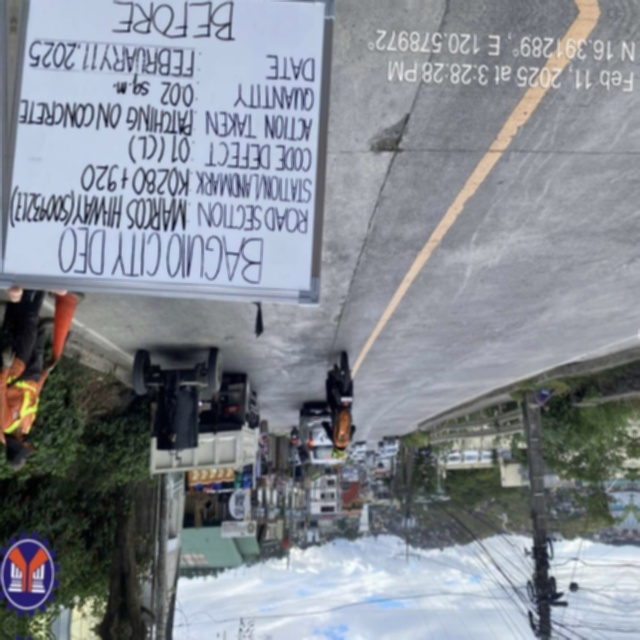 BAGUIO CITY DEO
ROAD SECTION : MARCOS HIWAY (S00943LZ)
STATION/LANDMARK K0280+920
CODE DEFECT : 01 (CL)
ACTION TAKEN : PATCHING ON CONCRETE
QUANTITY : 002 sq.m
DATE : FEBRUARY 11, 2025
BEFORE
Feb 11, 2025 at 3:28:28 PM
N 16.391289°, E 120.578972°